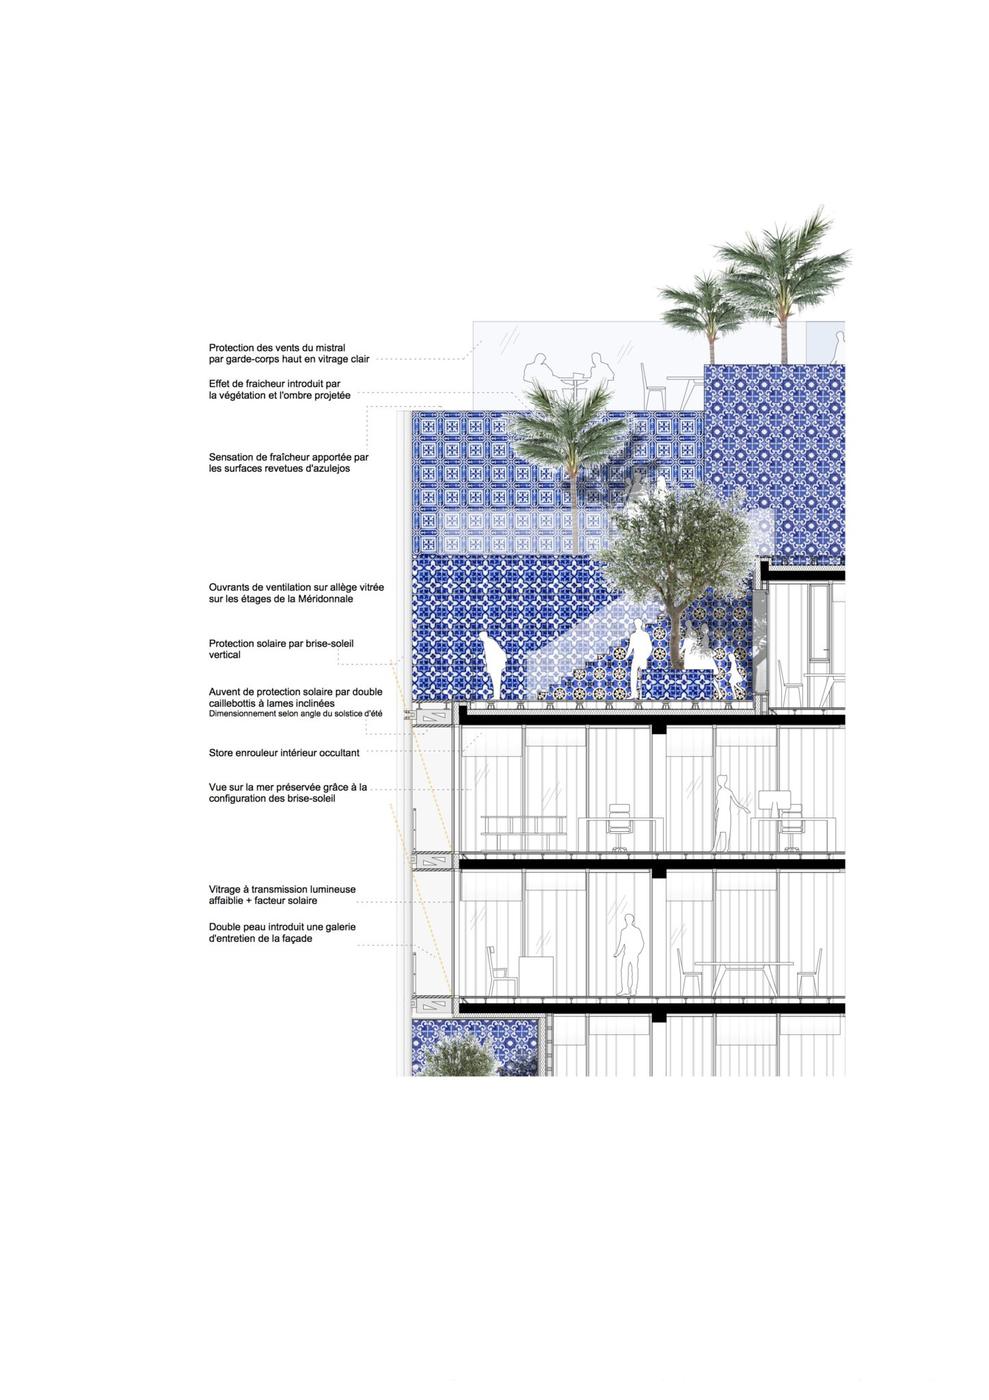 Protection des vents du mistral
par garde-corps haut en vitrage clair
Effet de fraicheur introduit par
la végétation et l'ombre projetée
Sensation de fraîcheur apportée par
les surfaces revetues d'azulejos
Ouvrants de ventilation sur allège vitrée
sur les étages de la Méridonnale
Protection solaire par brise-soleil
vertical
Auvent de protection solaire par double
caillebottis à lames inclinées
Dimensionnement selon angle du solstice d'été
Store enrouleur intérieur occultant
Vue sur la mer préservée grâce à la
configuration des brise-soleil
Vitrage à transmission lumineuse
affaiblie + facteur solaire
Double peau introduit une galerie
d'entretien de la façade